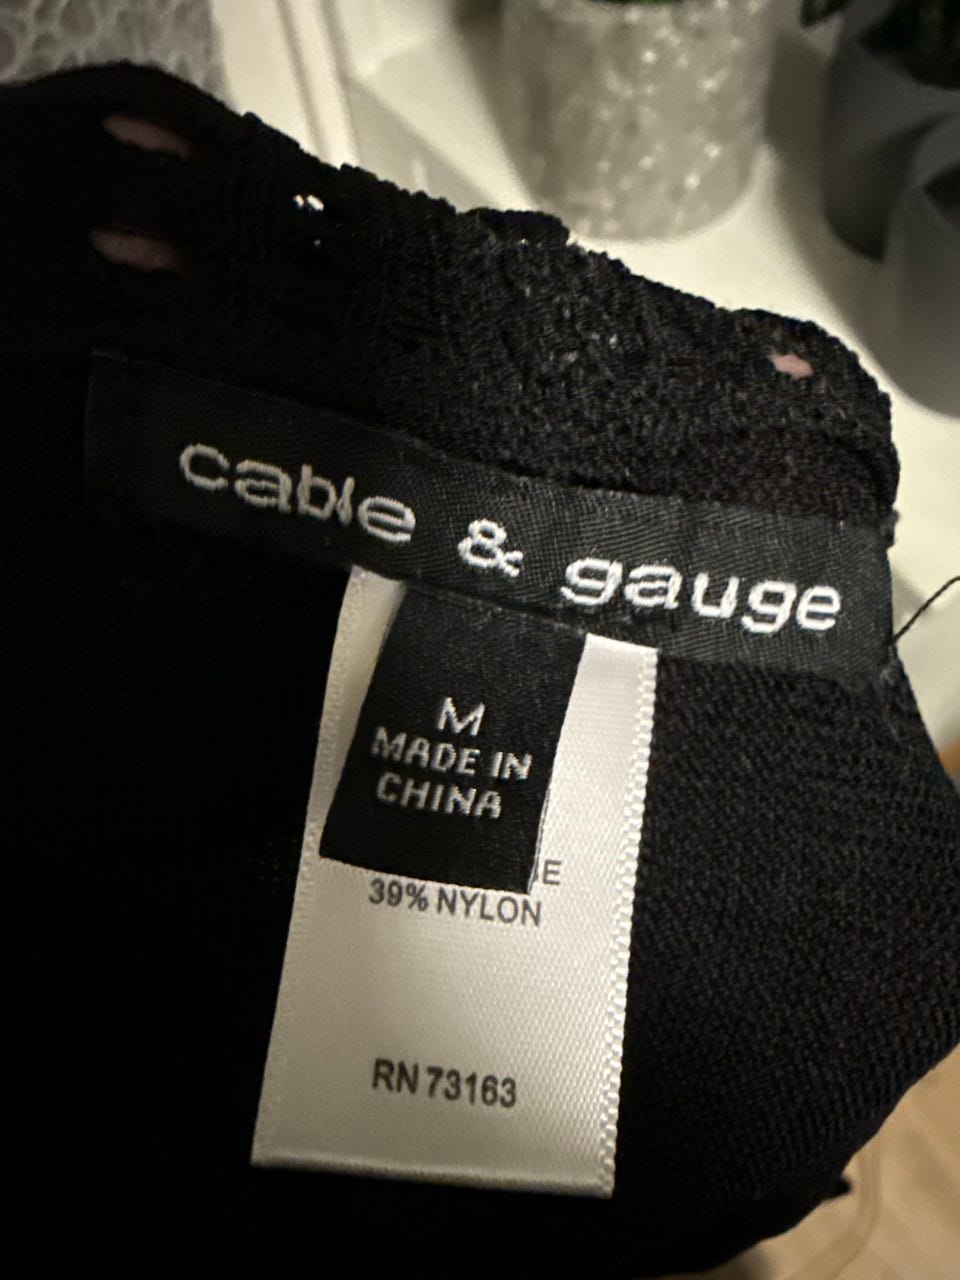 cable & gauge
M
MADE IN
CHINA
39% NYLON
RN 73163